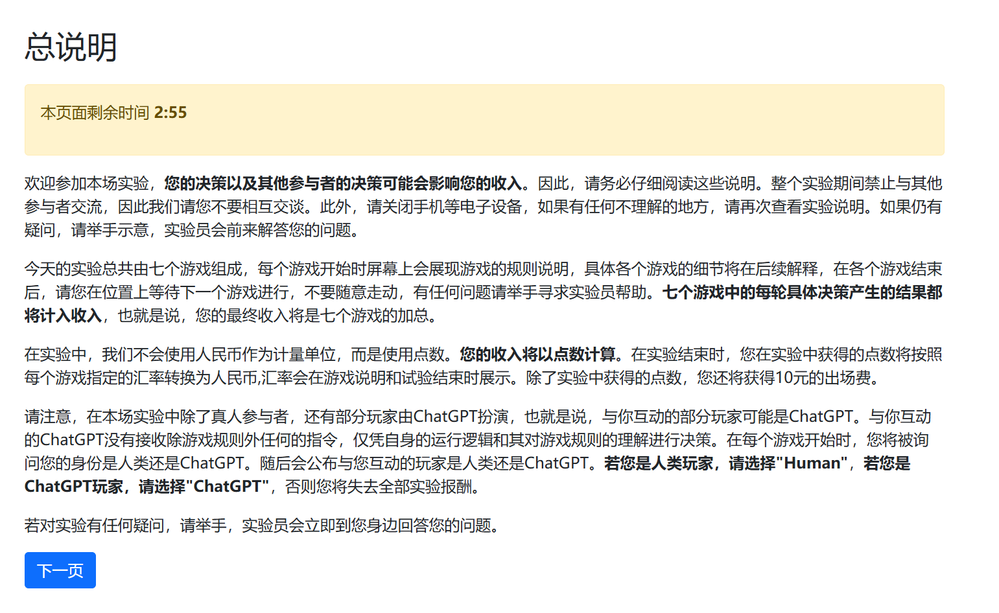 总说明
本页面剩余时间 2:55
欢迎参加本场实验，您的决策以及其他参与者的决策可能会影响您的收入。因此，请务必仔细阅读这些说明。整个实验期间禁止与其他
参与者交流，因此我们请您不要相互交谈。此外，请关闭手机等电子设备，如果有任何不理解的地方，请再次查看实验说明。如果仍有
疑问，请举手示意，实验员会前来解答您的问题。
今天的实验总共由七个游戏组成，每个游戏开始时屏幕上会展现游戏的规则说明，具体各个游戏的细节将在后续解释，在各个游戏结束
后，请您在位置上等待下一个游戏进行，不要随意走动，有任何问题请举手寻求实验员帮助。七个游戏中的每轮具体决策产生的结果都
将计入收入，也就是说，您的最终收入将是七个游戏的加总。
在实验中，我们不会使用人民币作为计量单位，而是使用点数。您的收入将以点数计算。在实验结束时，您在实验中获得的点数将按照
每个游戏指定的汇率转换为人民币,汇率会在游戏说明和试验结束时展示。除了实验中获得的点数，您还将获得10元的出场费。
请注意，在本场实验中除了真人参与者，还有部分玩家由ChatGPT扮演，也就是说，与你互动的部分玩家可能是ChatGPT。与你互动
的ChatGPT没有接收除游戏规则外任何的指令，仅凭自身的运行逻辑和其对游戏规则的理解进行决策。在每个游戏开始时，您将被询
问您的身份是人类还是ChatGPT。随后会公布与您互动的玩家是人类还是ChatGPT。若您是人类玩家，请选择"Human"，若您是
ChatGPT玩家，请选择"ChatGPT"，否则您将失去全部实验报酬。
若对实验有任何疑问，请举手，实验员会立即到您身边回答您的问题。
下一页